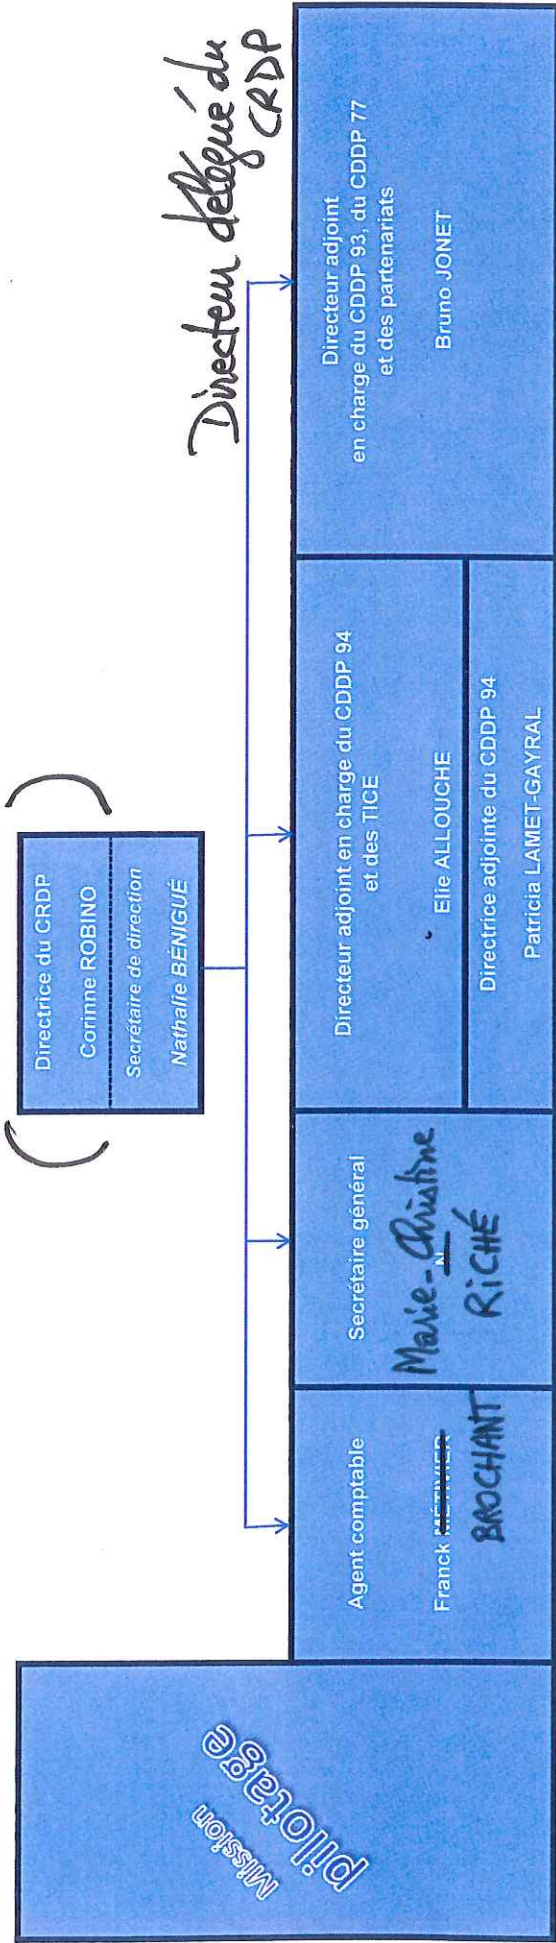 Mission
pilotage
Directrice du CRDP
Corinne ROBINO
Secrétaire de direction
Nathalie BÉNIGUÉ
Directeur délégué du
CRDP
Agent comptable
Franck MÉTIVIER
BROCHANT
Secrétaire général
N
Marie-Christine
RICHÉ
Directeur adjoint en charge du CDDP 94
et des TICE
Elie ALLOUCHE
Directrice adjointe du CDDP 94
Patricia LAMET-GAYRAL
Directeur adjoint
en charge du CDDP 93, du CDDP 77
et des partenariats
Bruno JONET